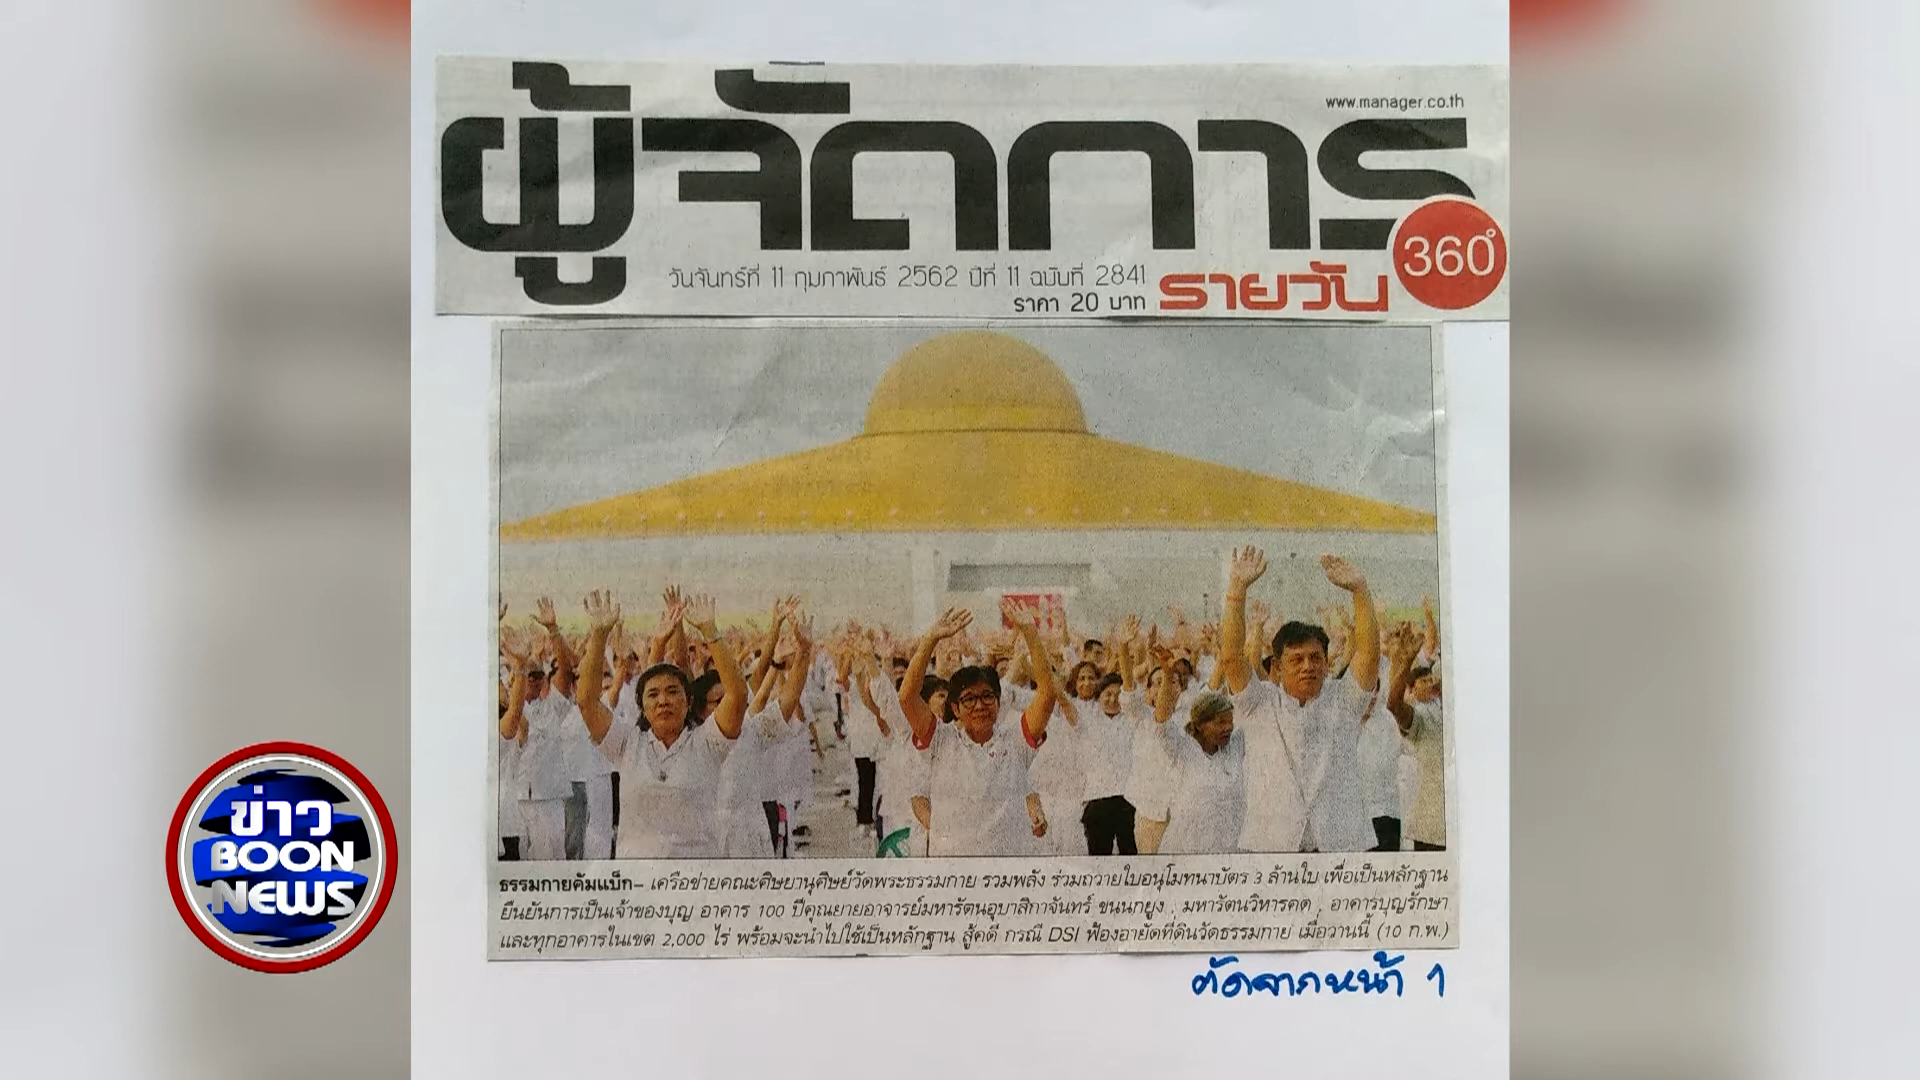 www.manager.co.th
ผู้จัดการ
360°
วันจันทร์ที่ 11 กุมภาพันธ์ 2562 ปีที่ 11 ฉบับที่ 2841
ราคา 20 บาท
รายวัน
ธรรมกายคัมแบ็ก– เครือข่ายคณะศิษยานุศิษย์วัดพระธรรมกาย รวมพลัง ร่วมถวายใบอนุโมทนาบัตร 3 ล้านใบ เพื่อเป็นหลักฐาน
ยืนยันการเป็นเจ้าของบุญ อาคาร 100 ปีคุณยายอาจารย์มหารัตนอุบาสิกาจันทร์ ขนนกยูง , มหารัตนวิหารคด , อาคารบุญรักษา
และทุกอาคารในเขต 2,000 ไร่ พร้อมจะนำไปใช้เป็นหลักฐาน สู้คดี กรณี DSI ฟ้องอายัดที่ดินวัดธรรมกาย เมื่อวานนี้ (10 ก.พ.)
ตัดจากหน้า 1
ข่าว
BOON
NEWS